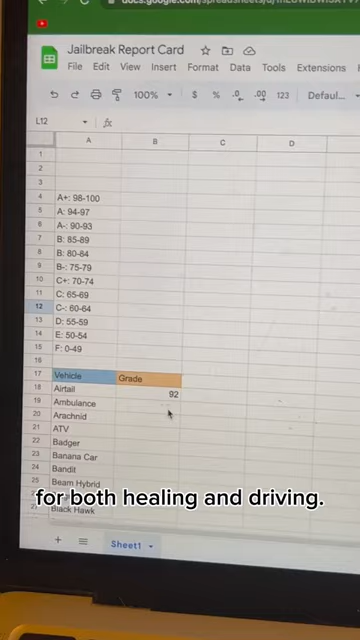 Jailbreak Report Card
File Edit View Insert Format Data Tools Extensions
100% $ % .0 .00 123 Defaul...
L12 fx
A B C D
1
2
3
4 A+: 98-100
5 A: 94-97
6 A-: 90-93
7 B: 85-89
8 B: 80-84
9 B-: 75-79
10 C+: 70-74
11 C: 65-69
12 C-: 60-64
13 D: 55-59
14 E: 50-54
15 F: 0-49
16
17 Vehicle Grade
18 Airtail 92
19 Ambulance
20 Arachnid
21 ATV
22 Badger
23 Banana Car
24 Bandit
25 Beam Hybrid
for both healing and driving.
Black Hawk
Sheet1